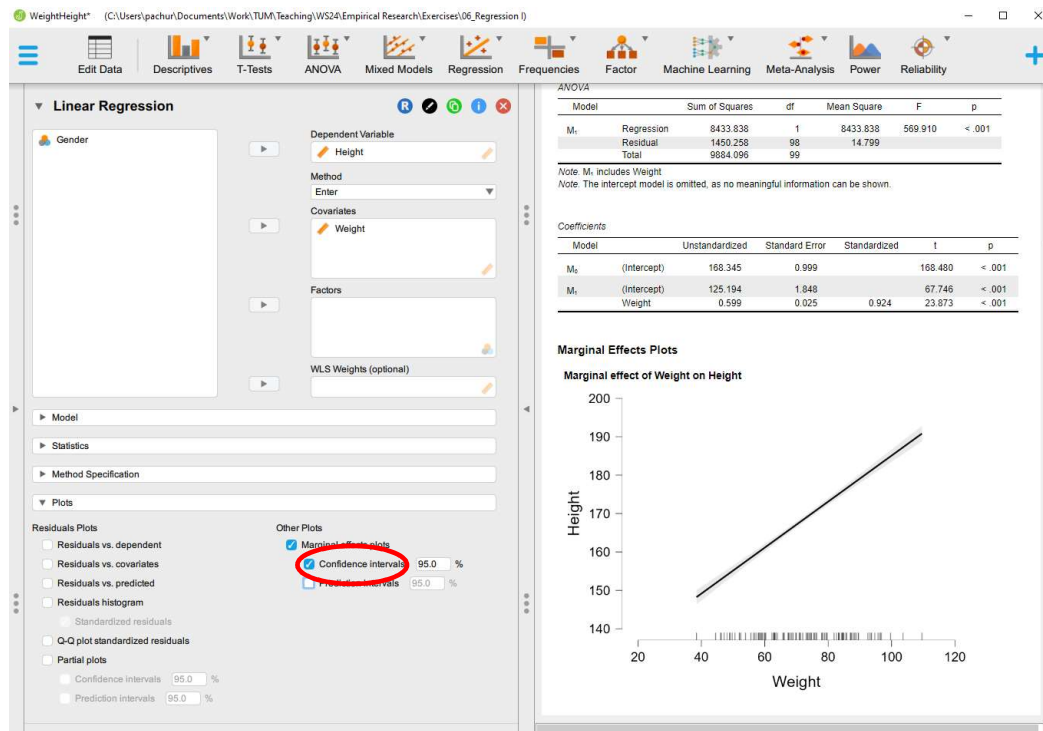 WeightHeight* (C:\Users\pachur\Documents\Work\TUM\Teaching\WS24\Empirical Research\Exercises\06_Regression I)
Edit Data Descriptives T-Tests ANOVA Mixed Models Regression Frequencies Factor Machine Learning Meta-Analysis Power Reliability
Linear Regression
R
i
Gender
Dependent Variable
Height
Method
Enter
Covariates
Weight
Factors
WLS Weights (optional)
Model
Statistics
Method Specification
Plots
Residuals Plots
Residuals vs. dependent
Residuals vs. covariates
Residuals vs. predicted
Residuals histogram
Standardized residuals
Q-Q plot standardized residuals
Partial plots
Confidence intervals 95.0 %
Prediction intervals 95.0 %
Other Plots
Marginal effects plots
Confidence intervals 95.0 %
Prediction intervals 95.0 %
ANOVA
Model Sum of Squares df Mean Square F p
M₁ Regression 8433.838 1 8433.838 569.910 < .001
Residual 1450.258 98 14.799
Total 9884.096 99
Note. M₁ includes Weight
Note. The intercept model is omitted, as no meaningful information can be shown.
Coefficients
Model Unstandardized Standard Error Standardized t p
M₀ (Intercept) 168.345 0.999 168.480 < .001
M₁ (Intercept) 125.194 1.848 67.746 < .001
Weight 0.599 0.025 0.924 23.873 < .001
Marginal Effects Plots
Marginal effect of Weight on Height
200
190
180
170
160
150
140
Height
20 40 60 80 100 120
Weight